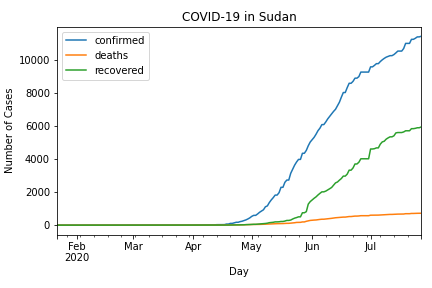 COVID-19 in Sudan
confirmed
deaths
recovered
Number of Cases
10000
8000
6000
4000
2000
0
Feb Mar Apr May Jun Jul
2020
Day